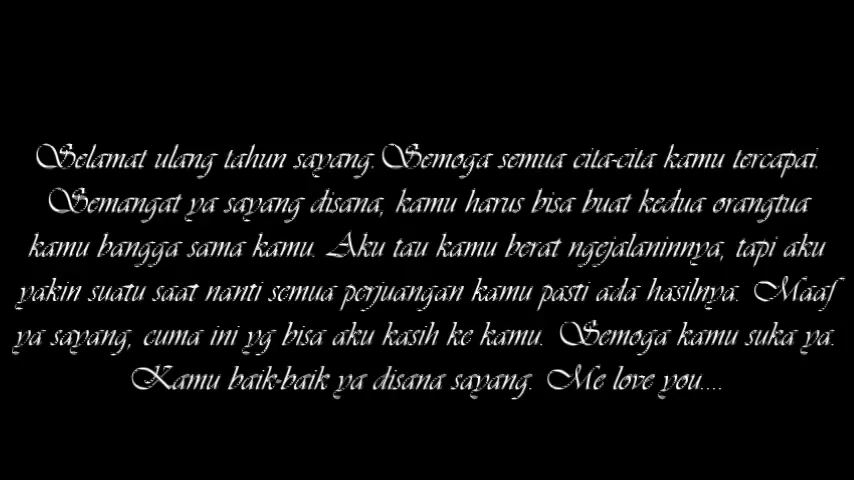 Selamat ulang tahun sayang. Semoga semua cita-cita kamu tercapai.
Semangat ya sayang disana, kamu harus bisa buat kedua orangtua
kamu bangga sama kamu. Aku tau kamu berat ngejalaninnya, tapi aku
yakin suatu saat nanti semua perjuangan kamu pasti ada hasilnya. Maaf
ya sayang, cuma ini yg bisa aku kasih ke kamu. Semoga kamu suka ya.
Kamu baik-baik ya disana sayang. Me love you....